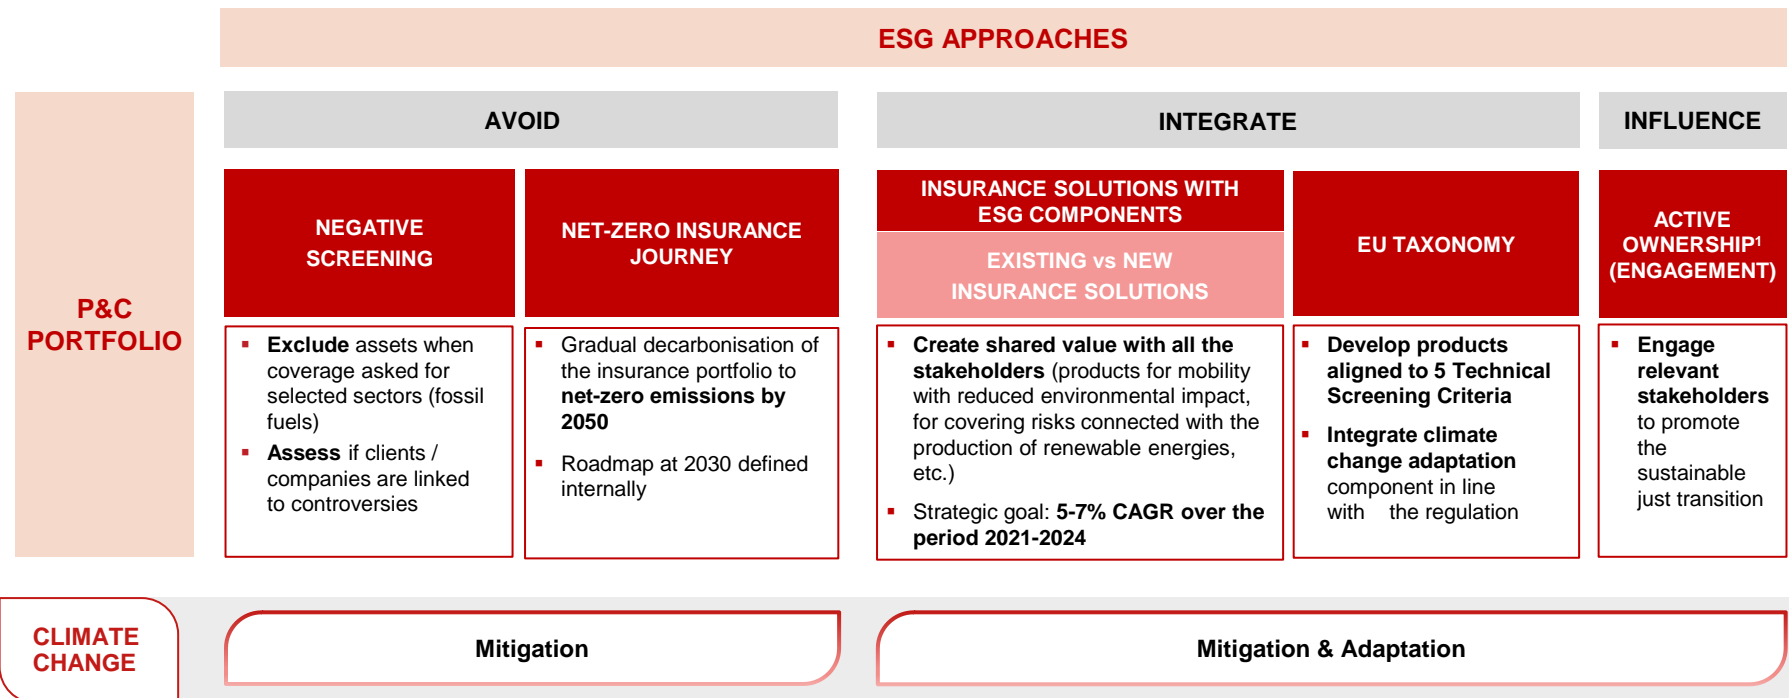 ESG APPROACHES
P&C
PORTFOLIO
AVOID
INTEGRATE
INFLUENCE
NEGATIVE
SCREENING
NET-ZERO INSURANCE
JOURNEY
INSURANCE SOLUTIONS WITH
ESG COMPONENTS
EXISTING vs NEW
INSURANCE SOLUTIONS
EU TAXONOMY
ACTIVE
OWNERSHIP¹
(ENGAGEMENT)
▪ Exclude assets when
coverage asked for
selected sectors (fossil
fuels)
▪ Assess if clients /
companies are linked
to controversies
▪ Gradual decarbonisation of
the insurance portfolio to
net-zero emissions by
2050
▪ Roadmap at 2030 defined
internally
▪ Create shared value with all the
stakeholders (products for mobility
with reduced environmental impact,
for covering risks connected with the
production of renewable energies,
etc.)
▪ Strategic goal: 5-7% CAGR over the
period 2021-2024
▪ Develop products
aligned to 5 Technical
Screening Criteria
▪ Integrate climate
change adaptation
component in line
with the regulation
▪ Engage
relevant
stakeholders
to promote
the
sustainable
just transition
CLIMATE
CHANGE
Mitigation
Mitigation & Adaptation